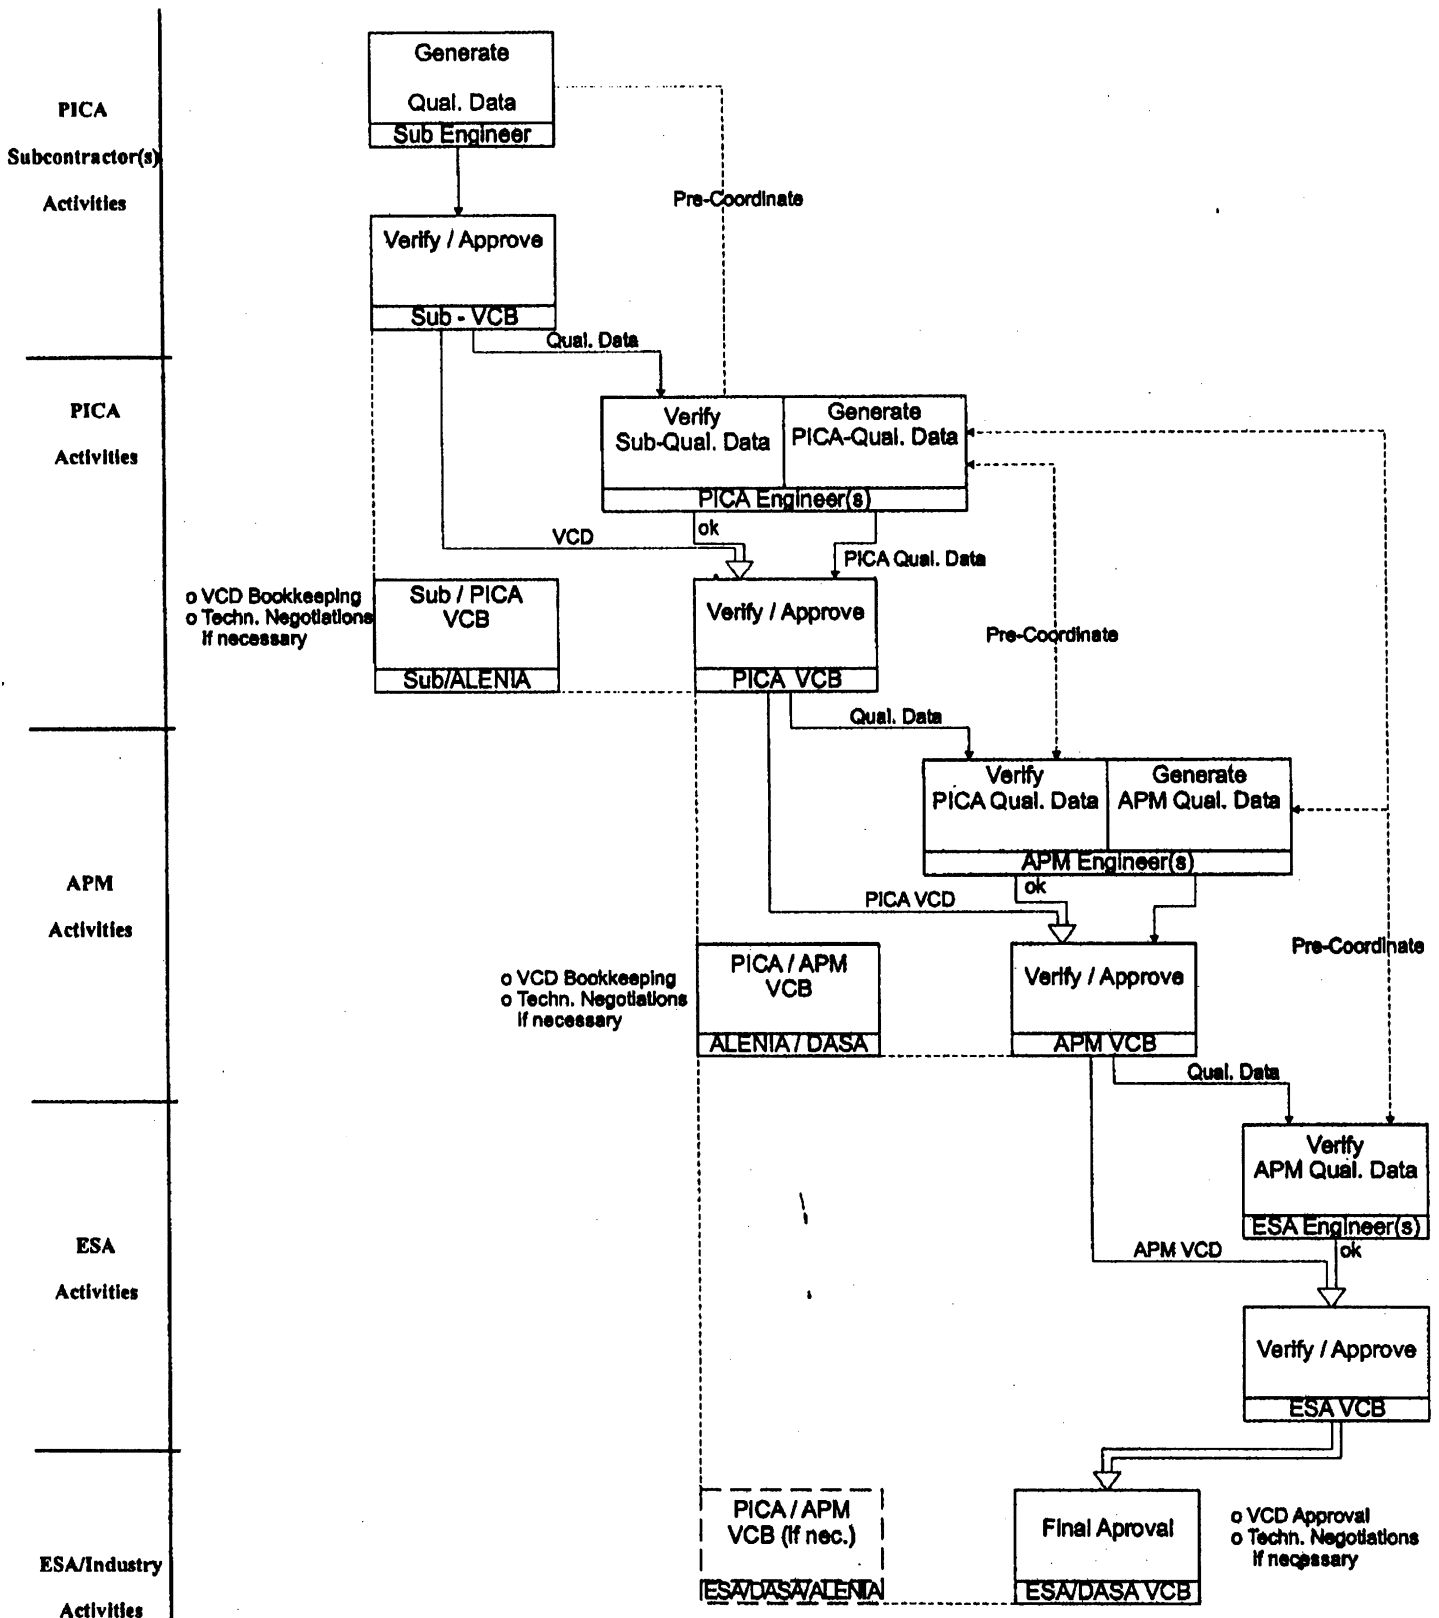 Generate
Qual. Data
Sub Engineer
PICA
Subcontractor(s)
Activities
Pre-Coordinate
Verify / Approve
Sub - VCB
Qual. Data
PICA
Activities
Verify
Sub-Qual. Data
Generate
PICA-Qual. Data
PICA Engineer(s)
ok
VCD
PICA Qual. Data
o VCD Bookkeeping
o Techn. Negotiations
if necessary
Sub / PICA
VCB
Sub/ALENIA
Verify / Approve
PICA VCB
Pre-Coordinate
Qual. Data
APM
Activities
Verify
PICA Qual. Data
Generate
APM Qual. Data
APM Engineer(s)
ok
PICA VCD
o VCD Bookkeeping
o Techn. Negotiations
if necessary
PICA / APM
VCB
ALENIA / DASA
Verify / Approve
APM VCB
Pre-Coordinate
Qual. Data
ESA
Activities
Verify
APM Qual. Data
ESA Engineer(s)
ok
APM VCD
Verify / Approve
ESA VCB
ESA/Industry
Activities
PICA / APM
VCB (if nec.)
ESA/DASA/ALENIA
Final Aproval
ESA/DASA VCB
o VCD Approval
o Techn. Negotiations
if necessary